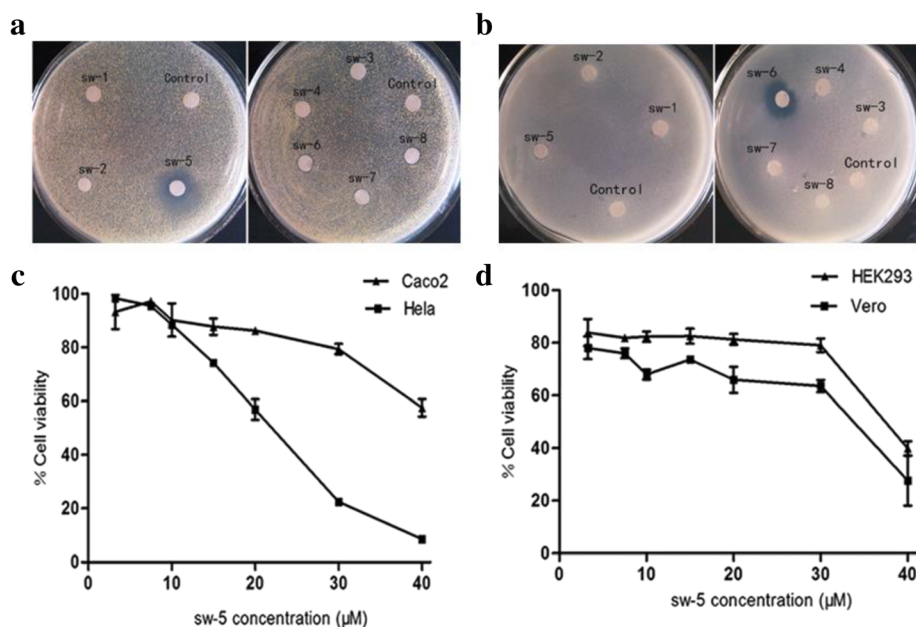 a
b
sw-1
Control
sw-2
sw-5
sw-3
sw-4
Control
sw-6
sw-8
sw-7
sw-2
sw-1
sw-5
Control
sw-6
sw-4
sw-3
sw-7
Control
sw-8
c
Caco2
Hela
100
80
60
40
20
0
% Cell viability
0 10 20 30 40
sw-5 concentration (µM)
d
HEK293
Vero
100
80
60
40
20
0
% Cell viability
0 10 20 30 40
sw-5 concentration (µM)